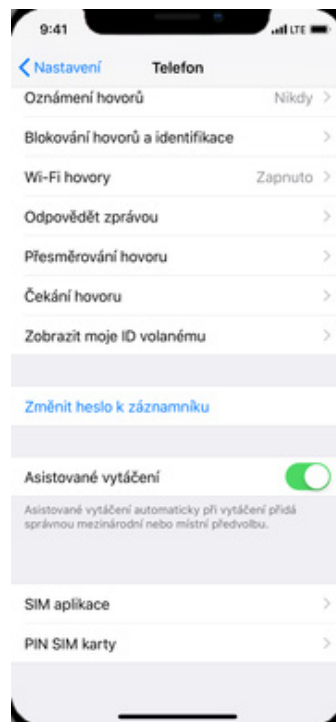 9:41 LTE
Nastavení Telefon
Oznámení hovorů Nikdy
Blokování hovorů a identifikace
Wi-Fi hovory Zapnuto
Odpovědět zprávou
Přesměrování hovoru
Čekání hovoru
Zobrazit moje ID volanému
Změnit heslo k záznamníku
Asistované vytáčení
Asistované vytáčení automaticky při vytáčení přidá
správnou mezinárodní nebo místní předvolbu.
SIM aplikace
PIN SIM karty